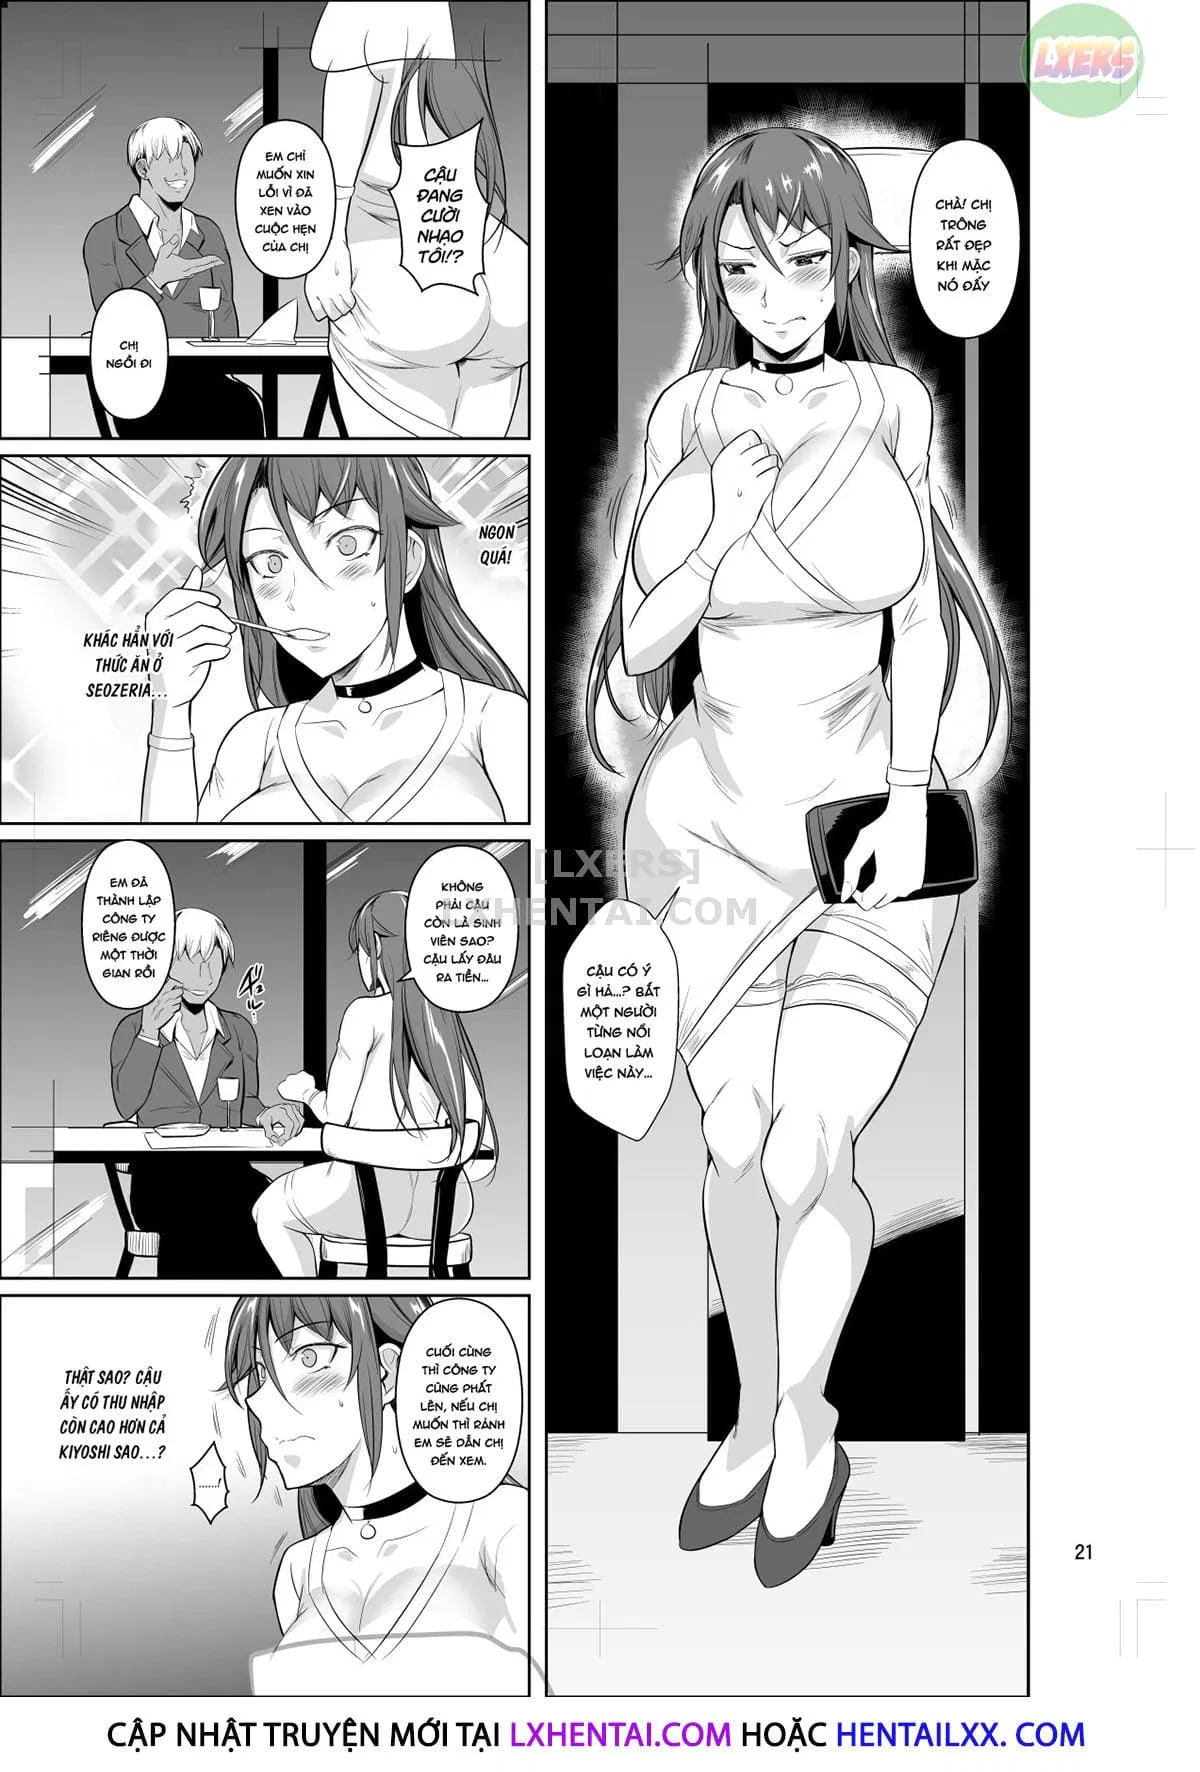 LXERS
CHÀ! CHỊ
TRÔNG
RẤT ĐẸP
KHI MẶC
NÓ ĐẤY
CẬU CÓ Ý
GÌ HẢ...? BẮT
MỘT NGƯỜI
TỪNG NỔI
LOẠN LÀM
VIỆC NÀY...
CẬU
ĐANG
CƯỜI
NHẠO
TÔI!?
EM CHỈ
MUỐN XIN
LỖI VÌ ĐÃ
XEN VÀO
CUỘC HẸN
CỦA CHỊ
CHỊ
NGỒI ĐI
NGON
QUÁ!
KHÁC HẲN VỚI
THỨC ĂN Ở
SEOZERIA...
KHÔNG
PHẢI CẬU
CÒN LÀ SINH
VIÊN SAO?
CẬU LẤY ĐÂU
RA TIỀN...
EM ĐÃ
THÀNH LẬP
CÔNG TY
RIÊNG ĐƯỢC
MỘT THỜI
GIAN RỒI
CUỐI CÙNG
THÌ CÔNG TY
CŨNG PHẤT
LÊN, NẾU CHỊ
MUỐN THÌ RẢNH
EM SẼ DẪN CHỊ
ĐẾN XEM.
THẬT SAO? CẬU
ẤY CÓ THU NHẬP
CÒN CAO HƠN CẢ
KIYOSHI SAO...?
......!
[LXERS]
LXHENTAI.COM
21
CẬP NHẬT TRUYỆN MỚI TẠI LXHENTAI.COM HOẶC HENTAILXX. COM